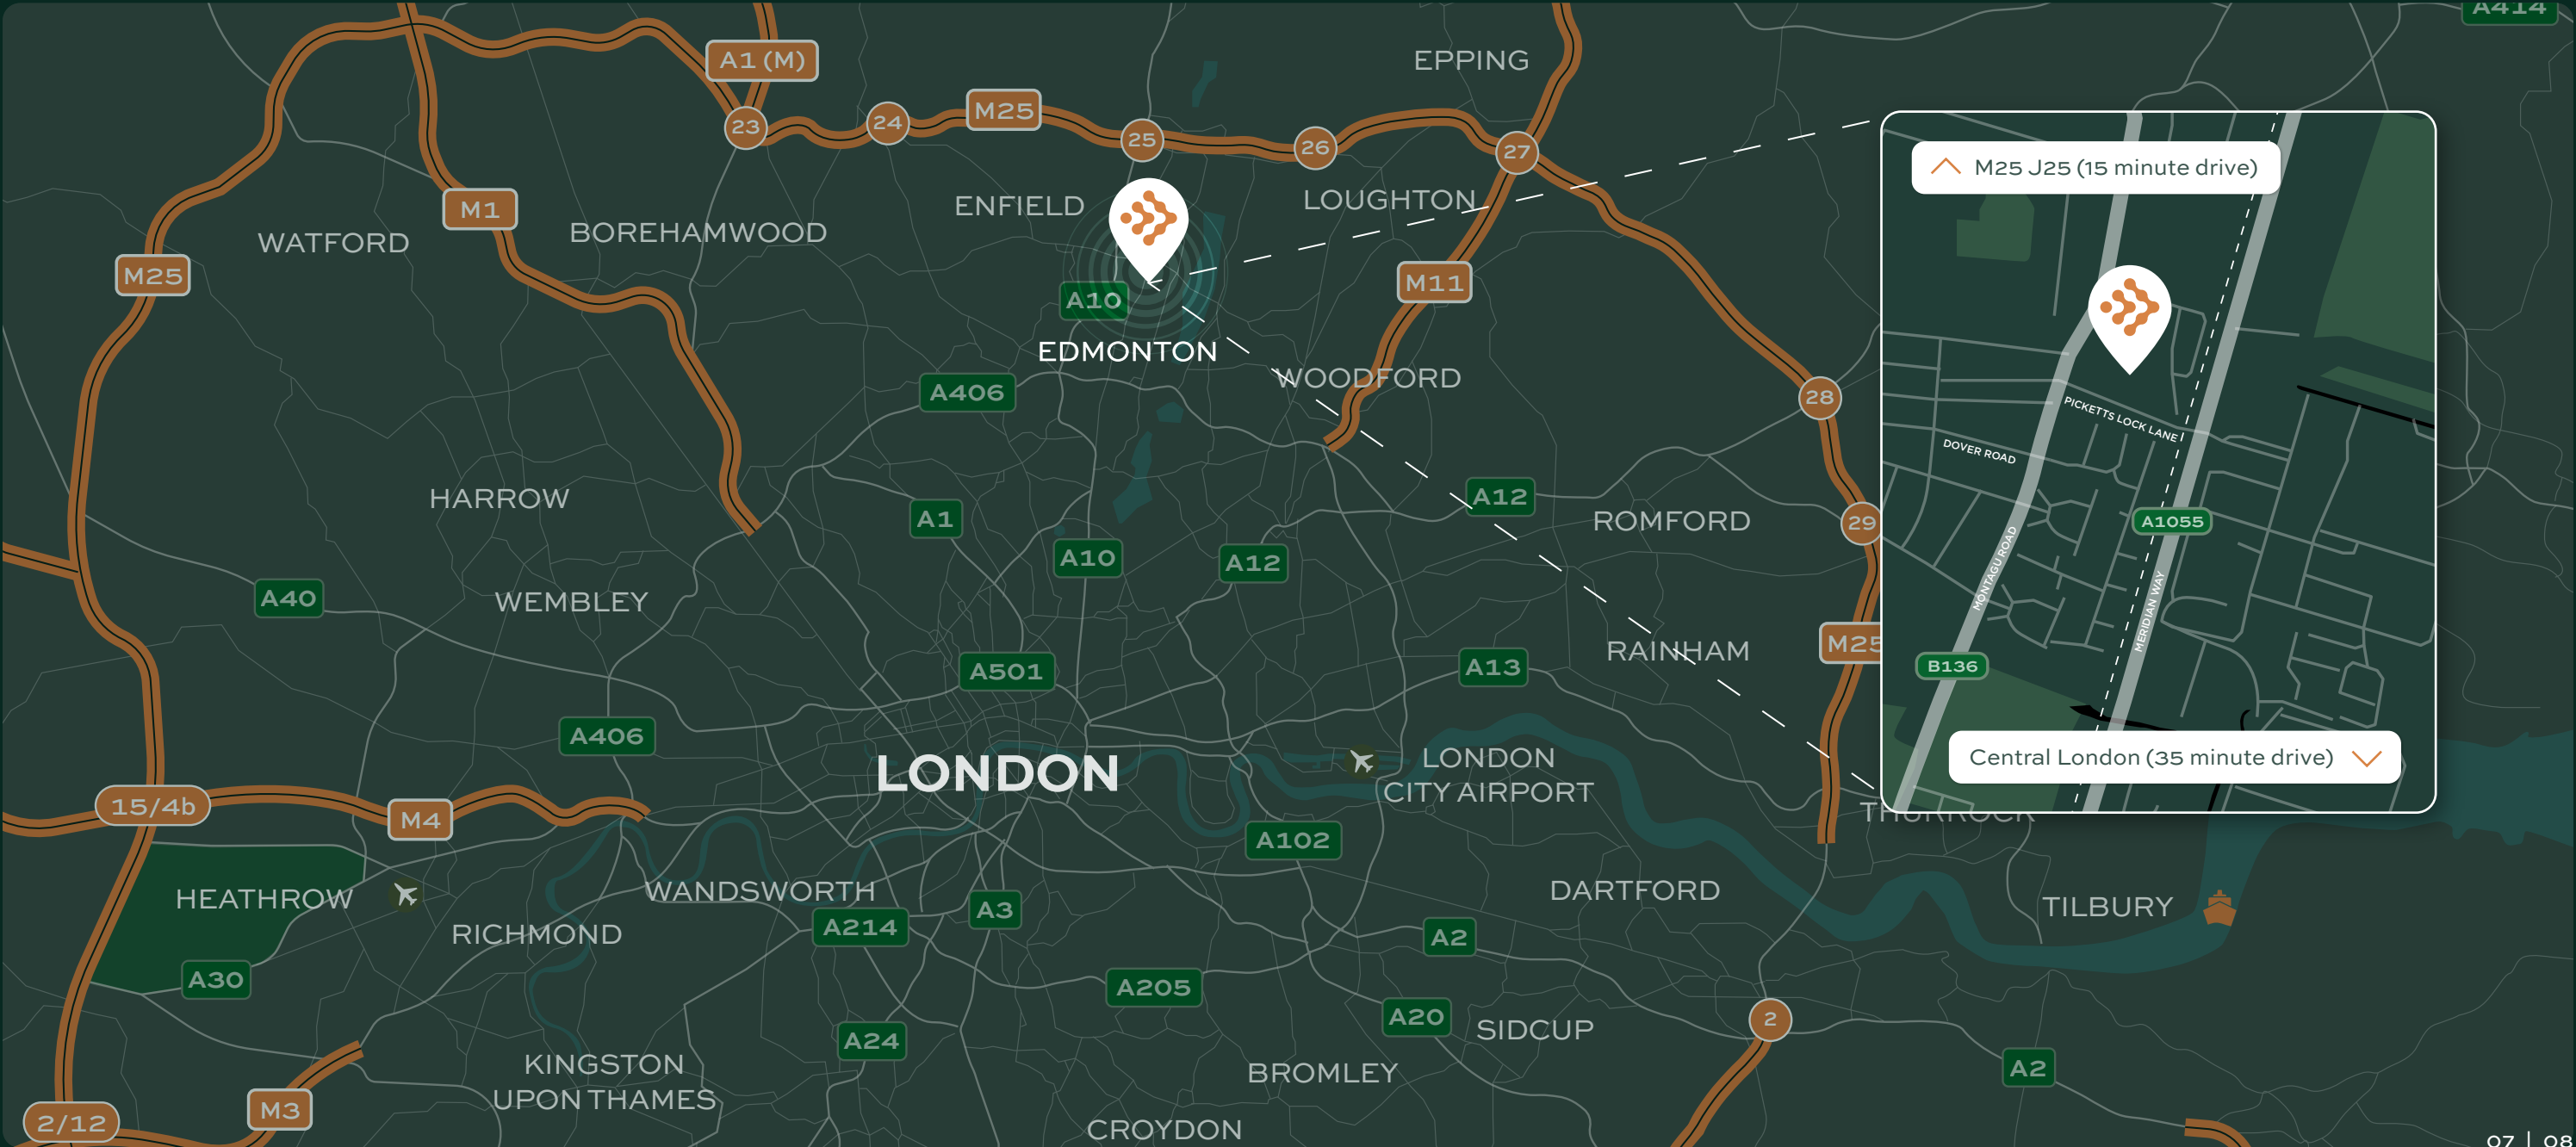 A414
EPPING
A1 (M)
M25
23
24
25
26
27
M25 J25 (15 minute drive)
ENFIELD
LOUGHTON
M1
BOREHAMWOOD
WATFORD
M25
M11
A10
EDMONTON
WOODFORD
A406
28
PICKETTS LOCK LANE
DOVER ROAD
HARROW
A1
A12
ROMFORD
29
A1055
A10
A12
MONTAGU ROAD
MERIDIAN WAY
A40
WEMBLEY
RAINHAM
M25
A501
A13
B136
A406
LONDON
LONDON
CITY AIRPORT
Central London (35 minute drive)
15/4b
M4
THURROCK
A102
HEATHROW
WANDSWORTH
DARTFORD
TILBURY
A3
A214
RICHMOND
A2
A30
A205
A20
SIDCUP
2
A24
KINGSTON
UPON THAMES
BROMLEY
A2
M3
2/12
CROYDON
07 | 08